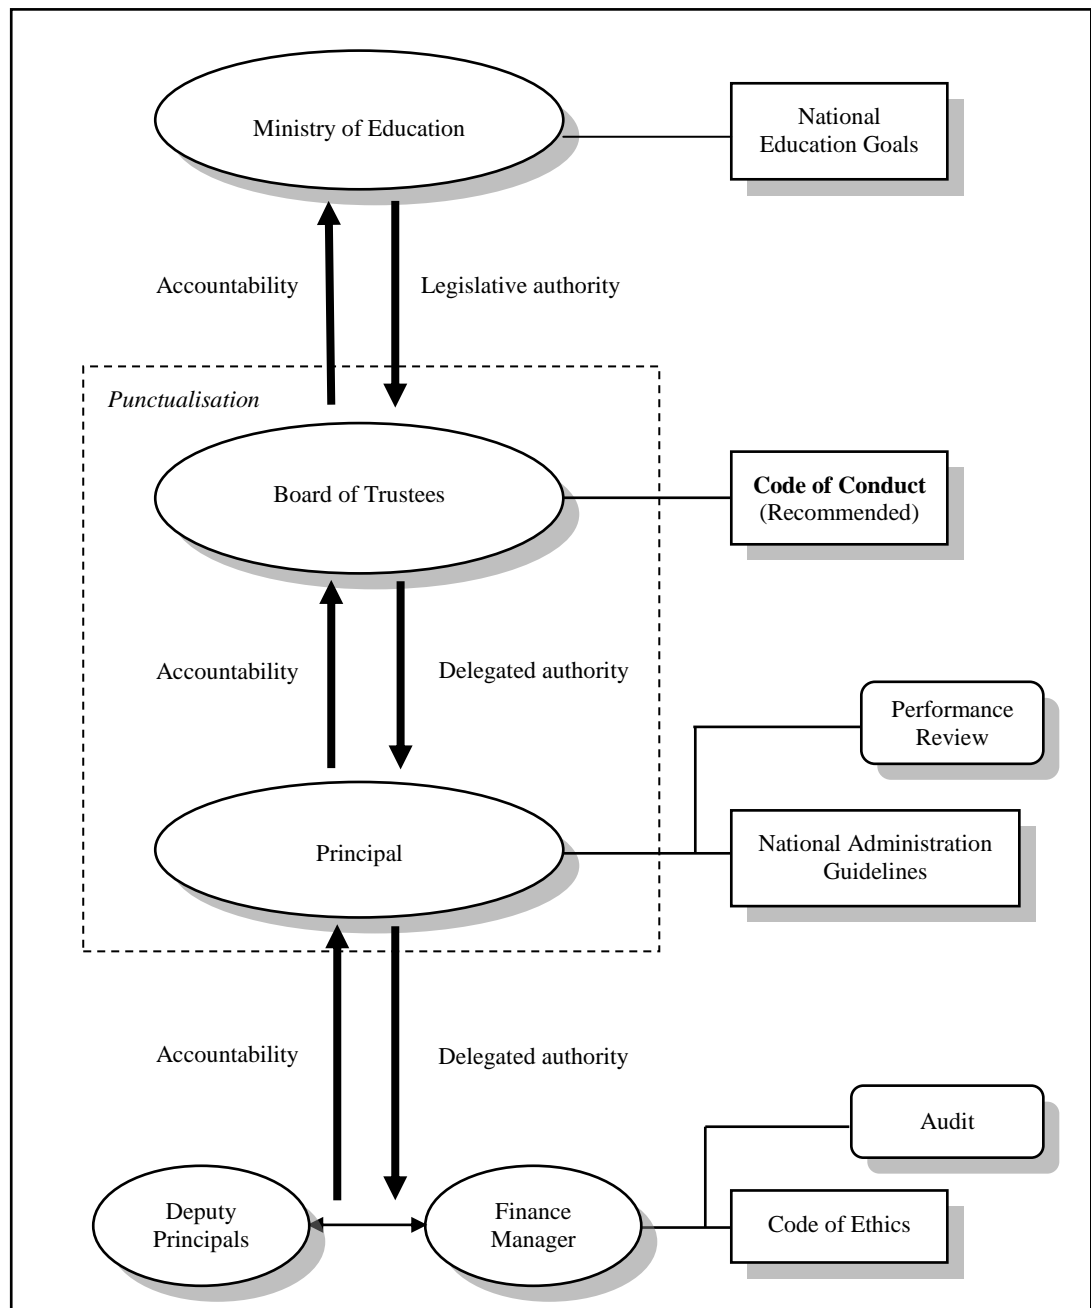 Ministry of Education
National
Education Goals
Accountability
Legislative authority
Punctualisation
Board of Trustees
Code of Conduct
(Recommended)
Accountability
Delegated authority
Performance
Review
Principal
National Administration
Guidelines
Accountability
Delegated authority
Audit
Deputy
Principals
Finance
Manager
Code of Ethics